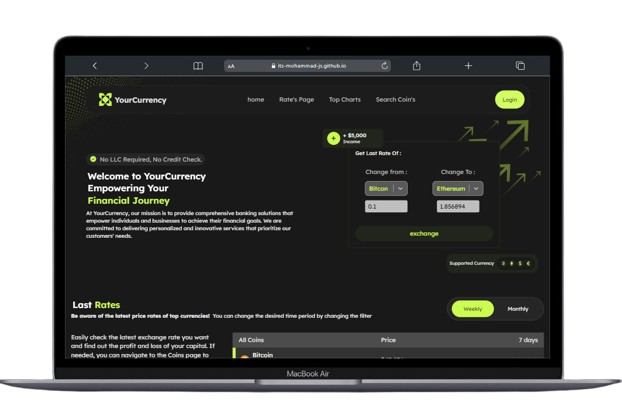 AA its-mohammad-js.github.io
YourCurrency
home Rate's Page Top Charts Search Coin's Login
+ $5,000
Income
Get Last Rate Of :
No LLC Required, No Credit Check.
Change from : Change To :
Welcome to YourCurrency
Empowering Your
Financial Journey
Bitcoin Ethereum
0.1 1.856894
At YourCurrency, our mission is to provide comprehensive banking solutions that
empower individuals and businesses to achieve their financial goals. We are
committed to delivering personalized and innovative services that prioritize our
customers' needs.
exchange
Supported Currency
Last Rates
Be aware of the latest price rates of top currencies! You can change the desired time period by changing the filter
Weekly Monthly
Easily check the latest exchange rate you want
and find out the profit and loss of your capital. If
needed, you can navigate to the Coins page to
All Coins Price 7 days
Bitcoin
MacBook Air